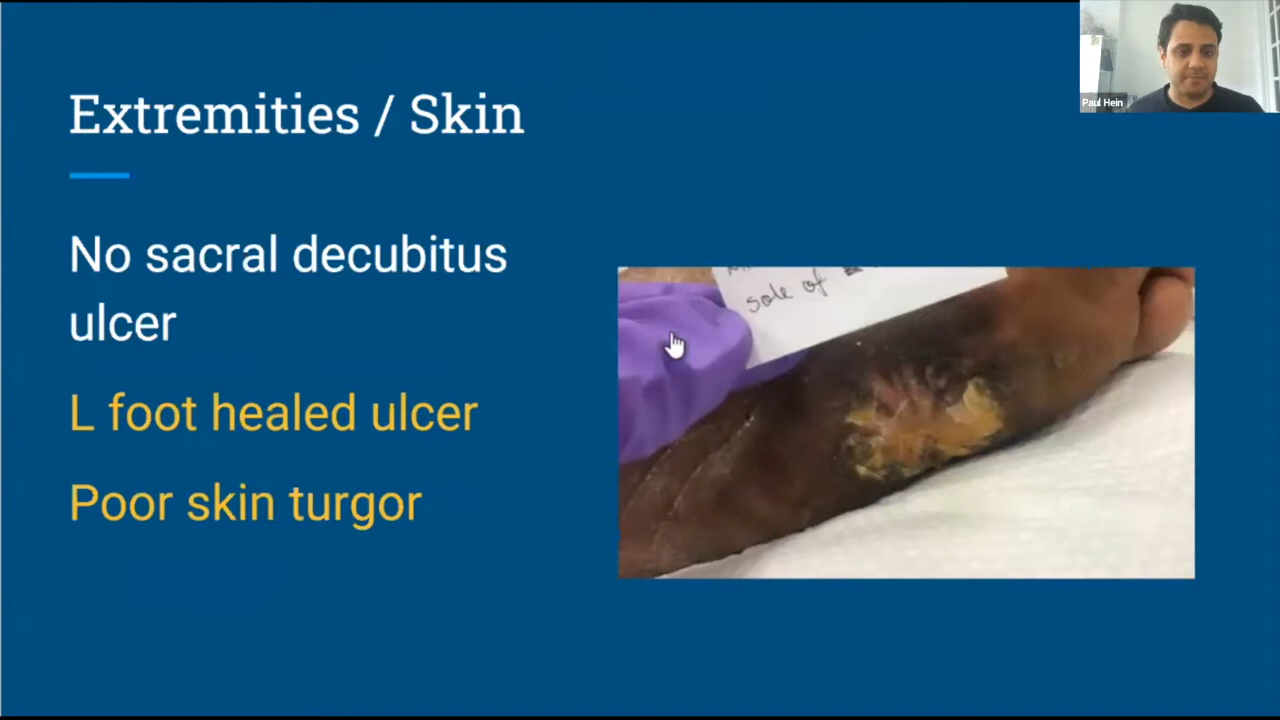 Extremities / Skin
No sacral decubitus
ulcer
L foot healed ulcer
Poor skin turgor
sole of
Paul Hein